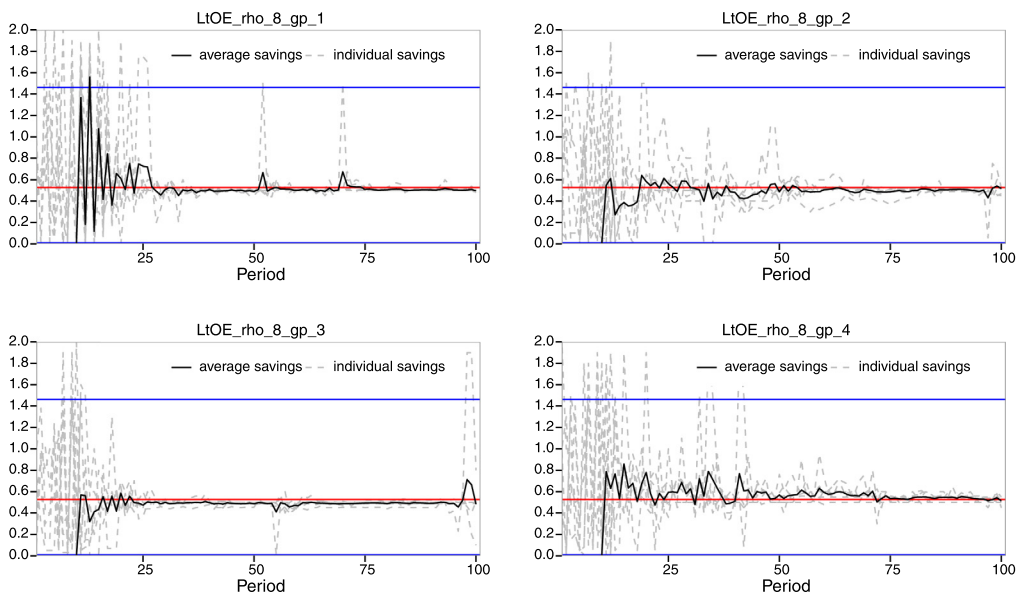 LtOE_rho_8_gp_1
2.0
1.8
1.6
1.4
1.2
1.0
0.8
0.6
0.4
0.2
0.0
average savings individual savings
25 50 75 100
Period
LtOE_rho_8_gp_2
2.0
1.8
1.6
1.4
1.2
1.0
0.8
0.6
0.4
0.2
0.0
average savings individual savings
25 50 75 100
Period
LtOE_rho_8_gp_3
2.0
1.8
1.6
1.4
1.2
1.0
0.8
0.6
0.4
0.2
0.0
average savings individual savings
25 50 75 100
Period
LtOE_rho_8_gp_4
2.0
1.8
1.6
1.4
1.2
1.0
0.8
0.6
0.4
0.2
0.0
average savings individual savings
25 50 75 100
Period